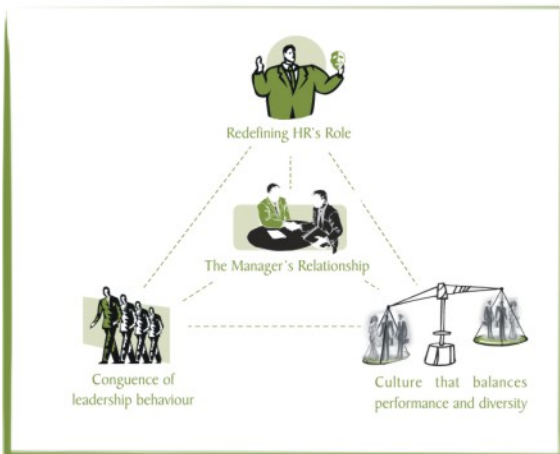 Redefining HR's Role
The Manager's Relationship
Conguence of
leadership behaviour
Culture that balances
performance and diversity